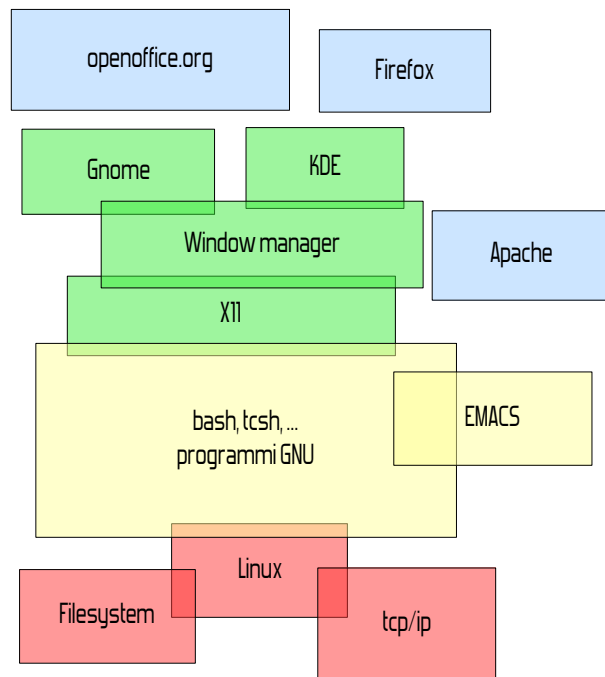 openoffice.org
Firefox
Gnome
KDE
Window manager
Apache
X11
bash, tcsh, ...
programmi GNU
EMACS
Linux
Filesystem
tcp/ip